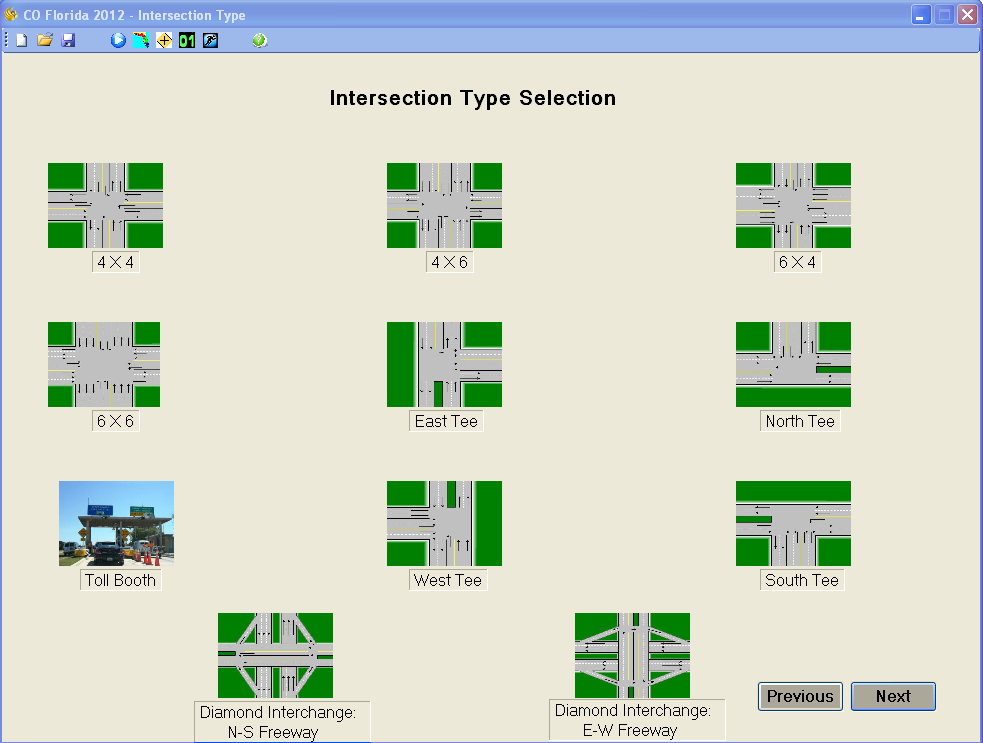 CO Florida 2012 - Intersection Type
01
Intersection Type Selection
4 X 4
4 X 6
6 X 4
6 X 6
East Tee
North Tee
Toll Booth
West Tee
South Tee
Diamond Interchange:
N-S Freeway
Diamond Interchange:
E-W Freeway
Previous
Next